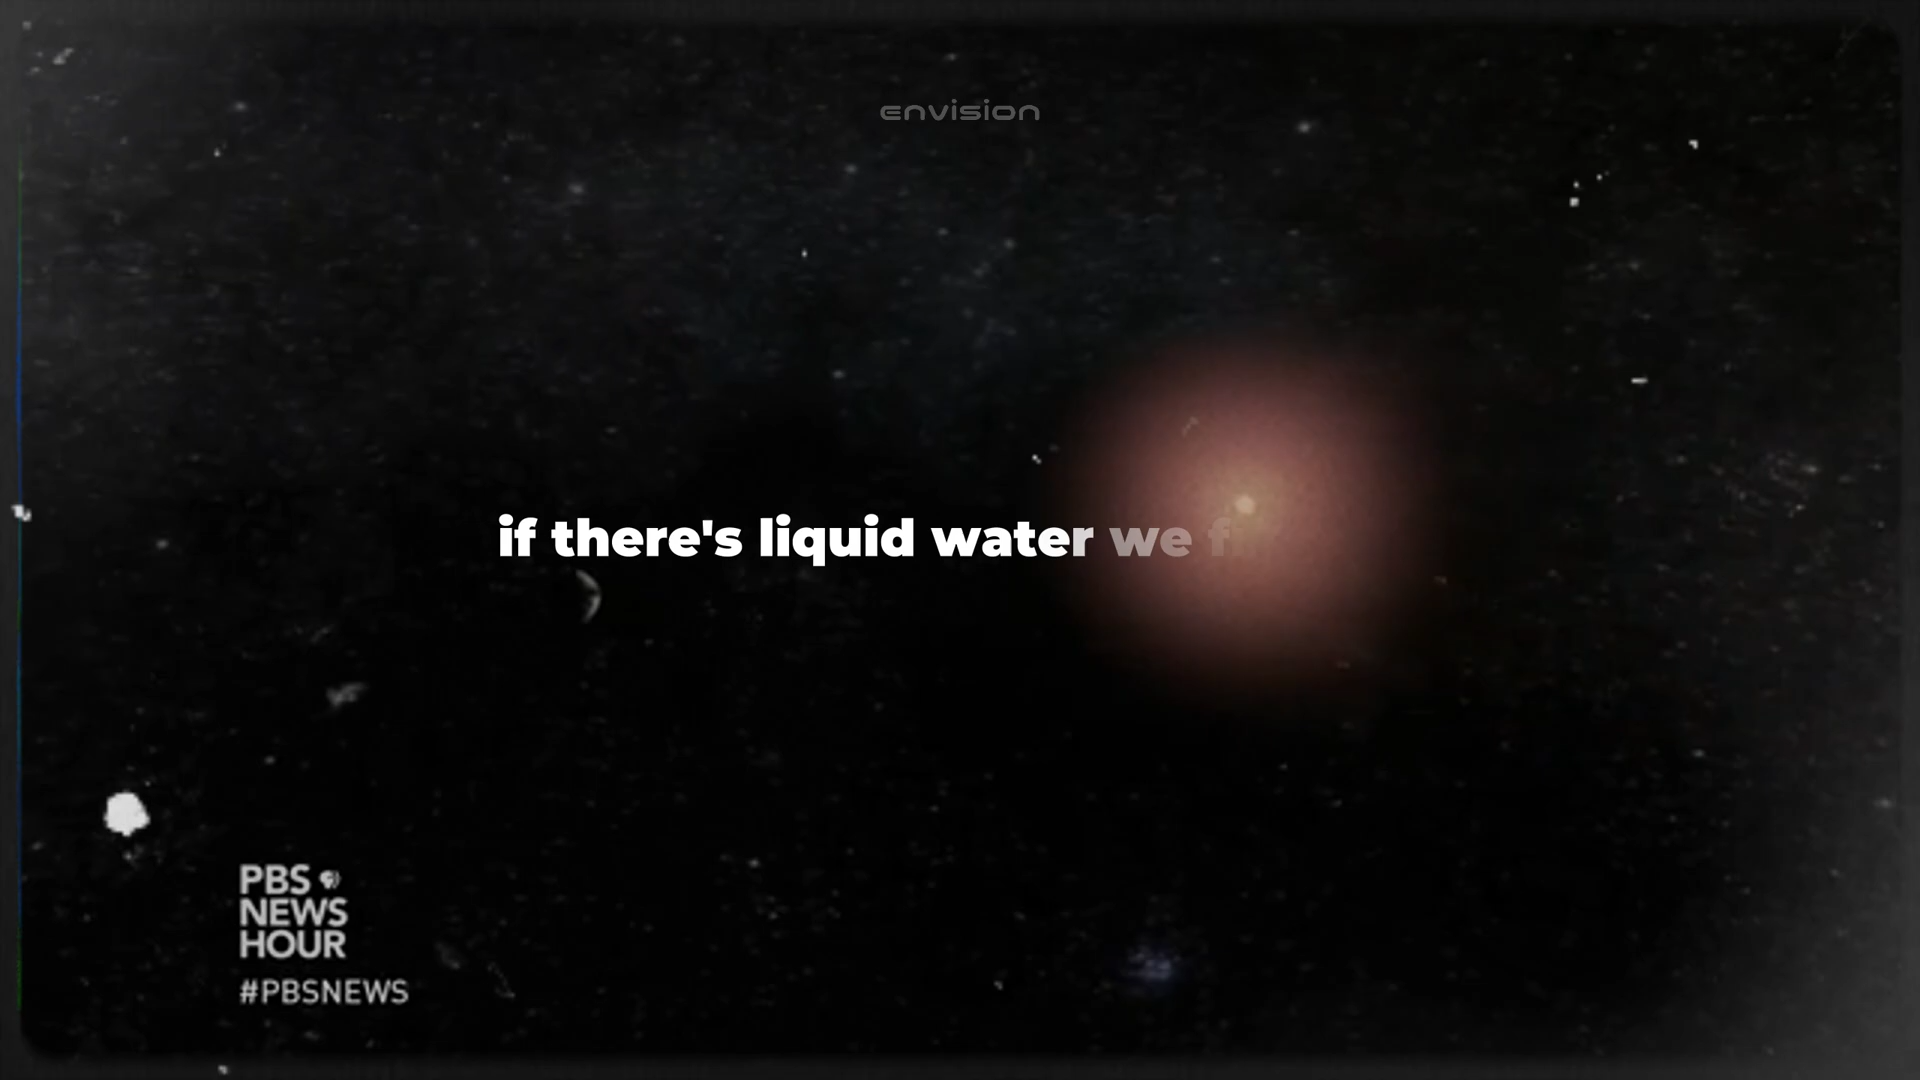 envision
if there's liquid water we
PBS
NEWS
HOUR
#PBSNEWS